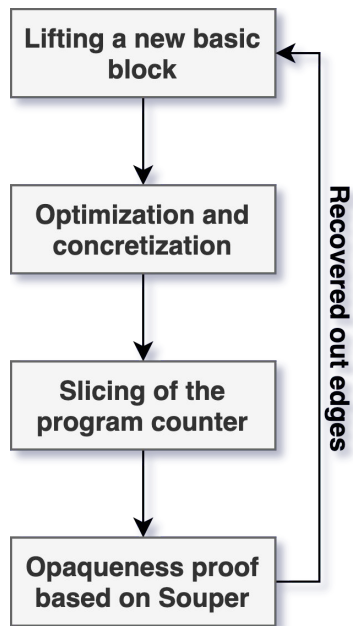 Lifting a new basic
block
Optimization and
concretization
Slicing of the
program counter
Opaqueness proof
based on Souper
Recovered out edges